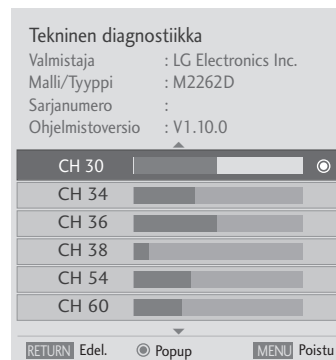 Tekninen diagnostiikka
Valmistaja : LG Electronics Inc.
Malli/Tyyppi : M2262D
Sarjanumero :
Ohjelmistoversio : V1.10.0
CH 30
CH 34
CH 36
CH 38
CH 54
CH 60
RETURN Edel. Popup MENU Poistu